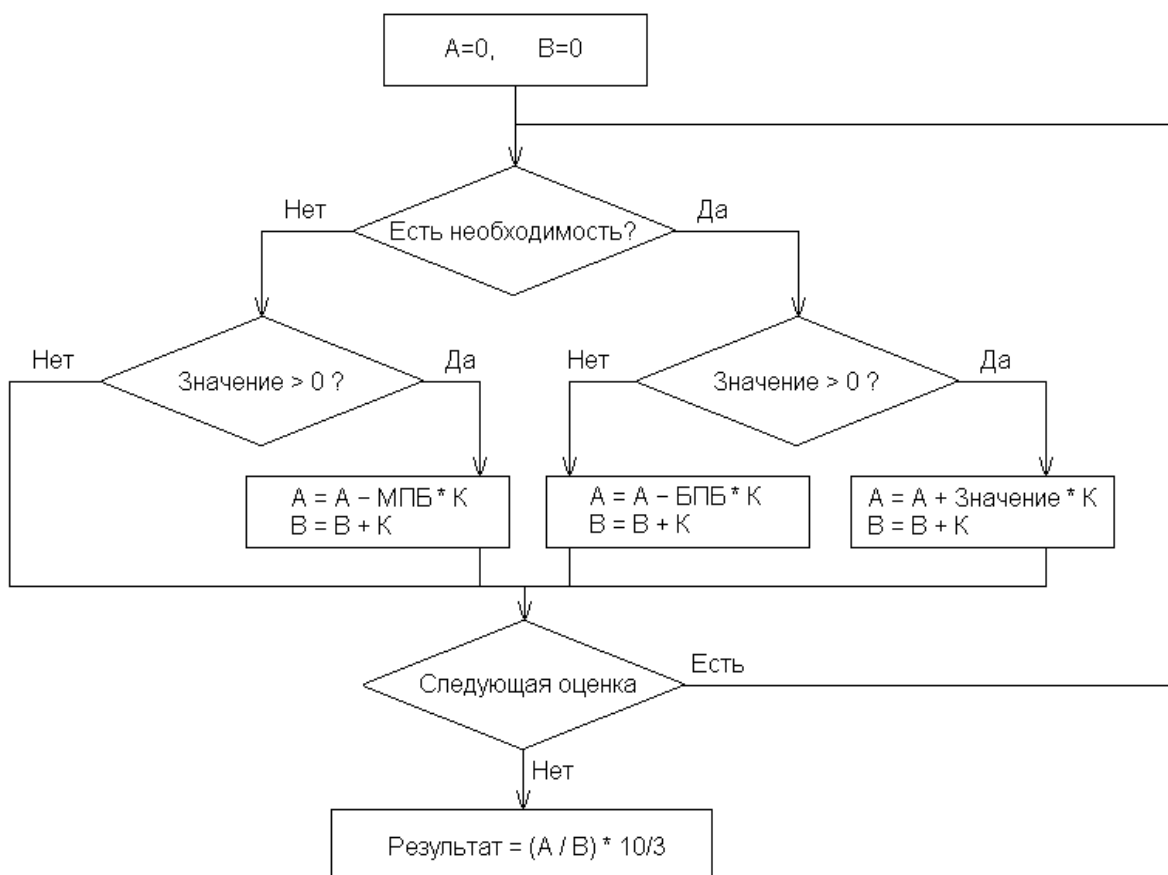 A=0, B=0
Нет
Да
Есть необходимость?
Нет
Да
Нет
Да
Значение > 0 ?
Значение > 0 ?
A = A – МПБ * K
B = B + K
A = A – БПБ * K
B = B + K
A = A + Значение * K
B = B + K
Есть
Следующая оценка
Нет
Результат = (A / B) * 10/3